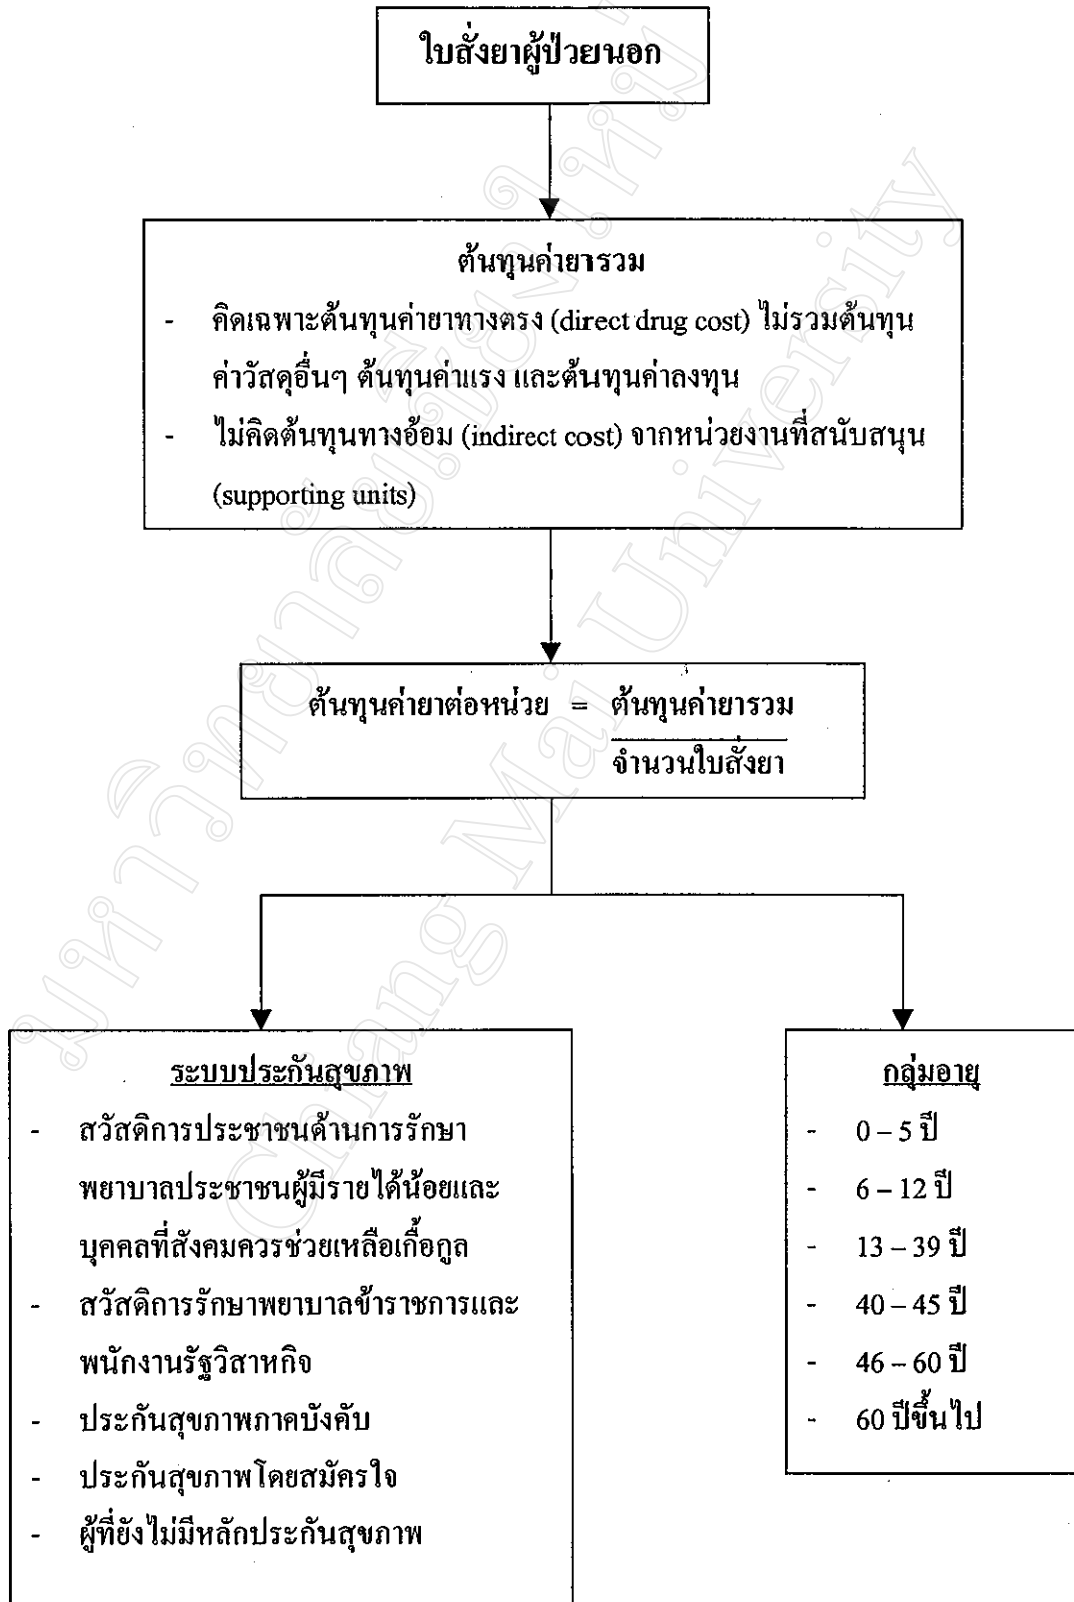 ใบสั่งยาผู้ป่วยนอก
ต้นทุนค่ายารวม
- คิดเฉพาะต้นทุนค่ายาทางตรง (direct drug cost) ไม่รวมต้นทุน
ค่าวัสดุอื่นๆ ต้นทุนค่าแรง และต้นทุนค่าลงทุน
- ไม่คิดต้นทุนทางอ้อม (indirect cost) จากหน่วยงานที่สนับสนุน
(supporting units)
ต้นทุนค่ายาต่อหน่วย = ต้นทุนค่ายารวม
จำนวนใบสั่งยา
ระบบประกันสุขภาพ
- สวัสดิการประชาชนด้านการรักษา
พยาบาลประชาชนผู้มีรายได้น้อยและ
บุคคลที่สังคมควรช่วยเหลือเกื้อกูล
- สวัสดิการรักษาพยาบาลข้าราชการและ
พนักงานรัฐวิสาหกิจ
- ประกันสุขภาพภาคบังคับ
- ประกันสุขภาพโดยสมัครใจ
- ผู้ที่ยังไม่มีหลักประกันสุขภาพ
กลุ่มอายุ
- 0 – 5 ปี
- 6 – 12 ปี
- 13 – 39 ปี
- 40 – 45 ปี
- 46 – 60 ปี
- 60 ปีขึ้นไป
มหาวิทยาลัยเชียงใหม่
Chiang Mai University